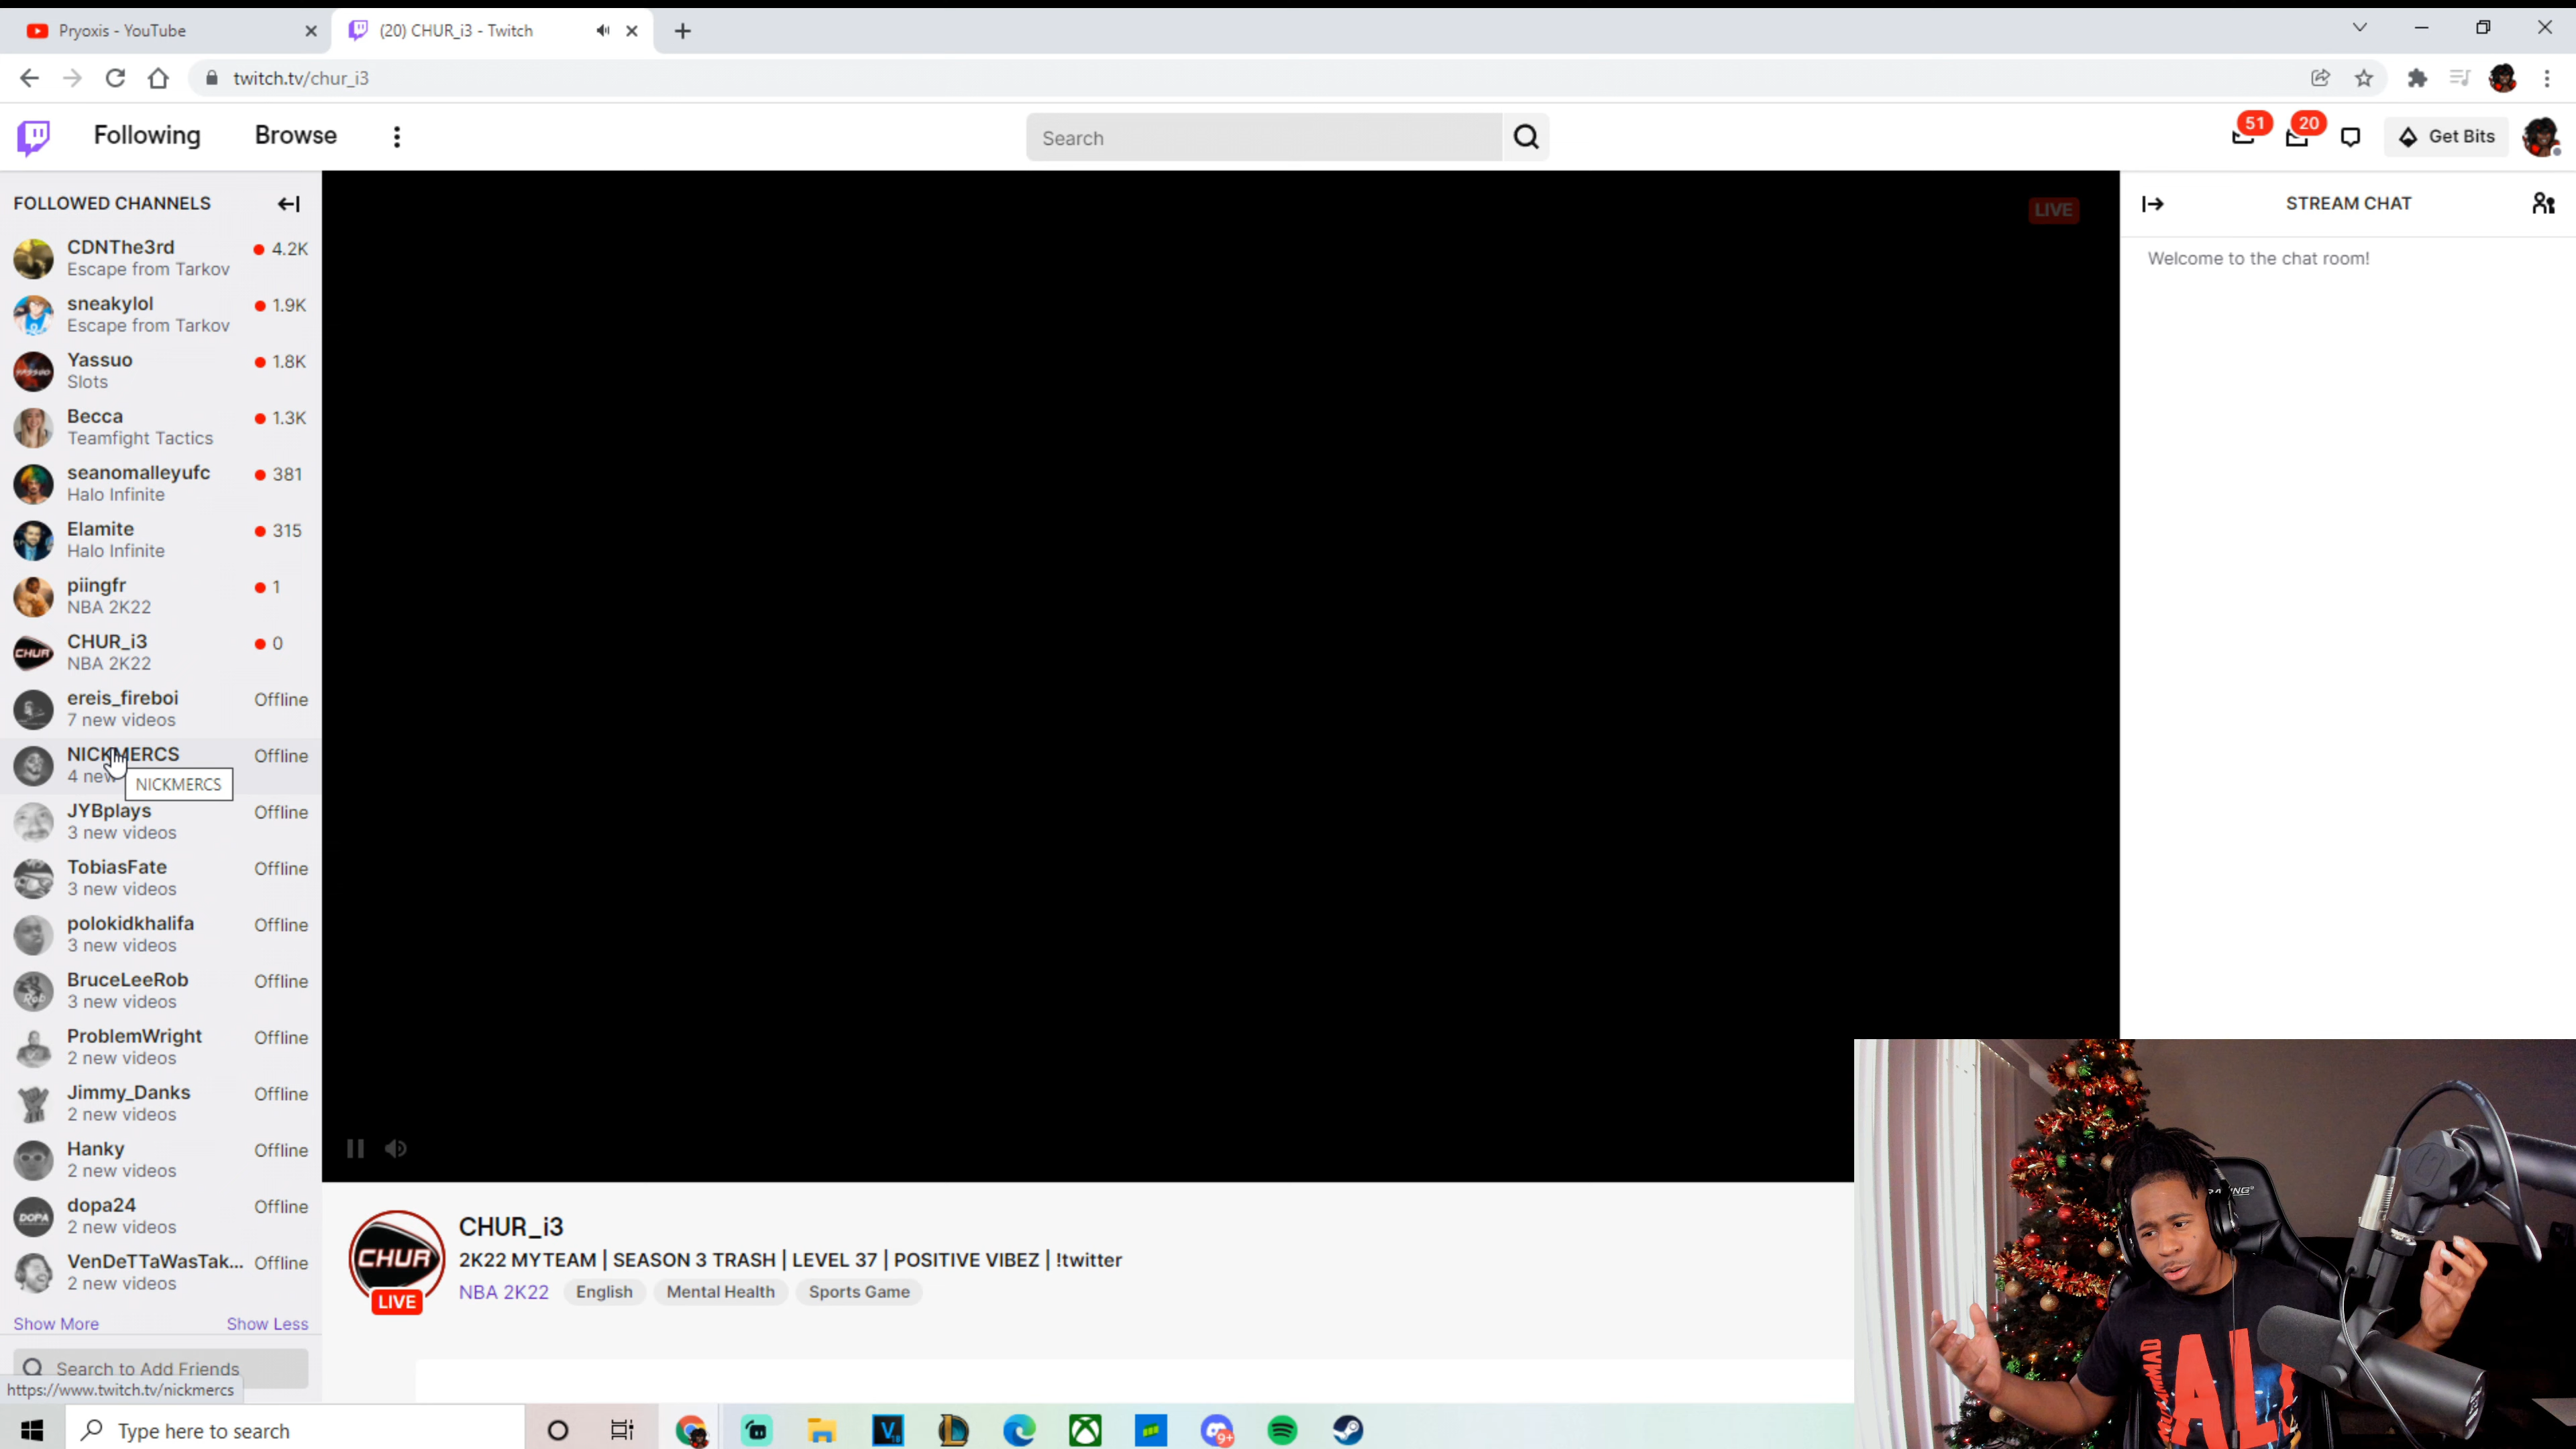 Pryoxis - YouTube
(20) CHUR_i3 - Twitch
twitch.tv/chur_i3
Following
Browse
Search
51
20
Get Bits
FOLLOWED CHANNELS
CDNThe3rd
4.2K
Escape from Tarkov
sneakylol
1.9K
Escape from Tarkov
Yassuo
1.8K
Slots
Becca
1.3K
Teamfight Tactics
seanomalleyufc
381
Halo Infinite
Elamite
315
Halo Infinite
piingfr
1
NBA 2K22
CHUR_i3
0
NBA 2K22
ereis_fireboi
Offline
7 new videos
NICKMERCS
Offline
4 new
NICKMERCS
JYBplays
Offline
3 new videos
TobiasFate
Offline
3 new videos
polokidkhalifa
Offline
3 new videos
BruceLeeRob
Offline
3 new videos
ProblemWright
Offline
2 new videos
Jimmy_Danks
Offline
2 new videos
Hanky
Offline
2 new videos
dopa24
Offline
2 new videos
VenDeTTaWasTak...
Offline
2 new videos
Show More
Show Less
Search to Add Friends
https://www.twitch.tv/nickmercs
LIVE
STREAM CHAT
Welcome to the chat room!
CHUR
LIVE
CHUR_i3
2K22 MYTEAM | SEASON 3 TRASH | LEVEL 37 | POSITIVE VIBEZ | !twitter
NBA 2K22
English
Mental Health
Sports Game
MUHAMMAD
ALI
Type here to search
9+